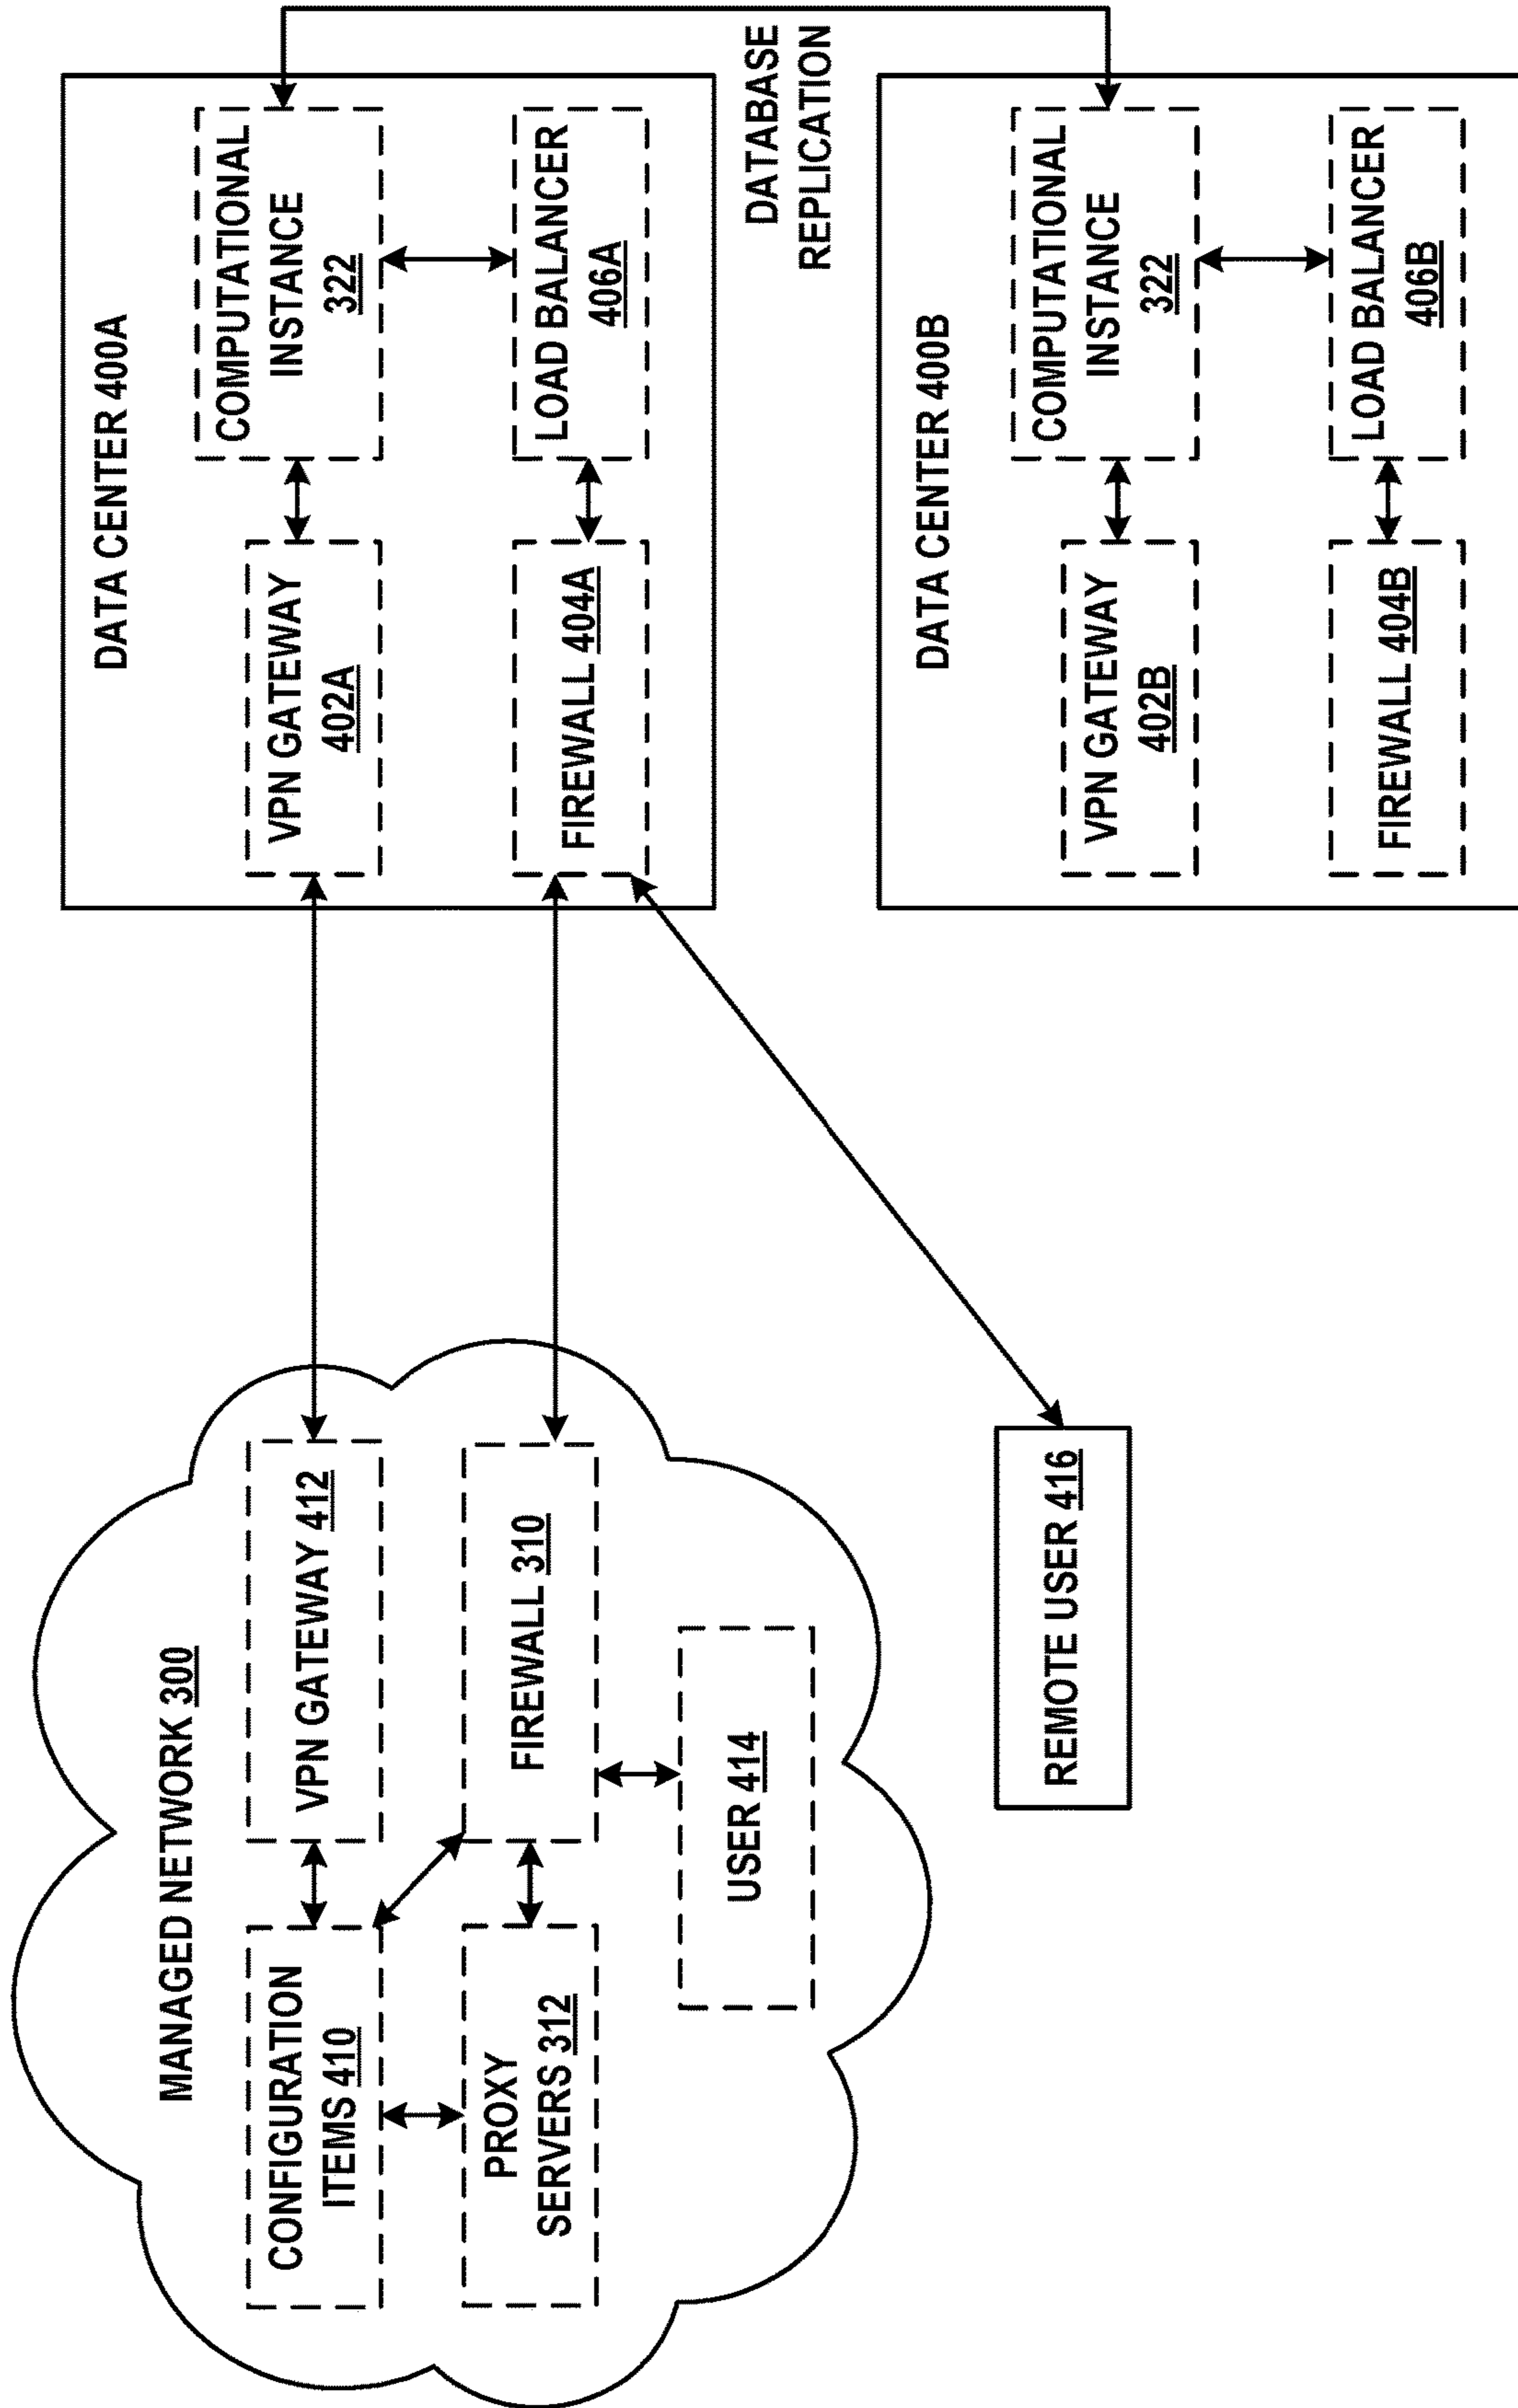 MANAGED NETWORK 300
CONFIGURATION
ITEMS 410
VPN GATEWAY 412
PROXY
SERVERS 312
FIREWALL 310
USER 414
REMOTE USER 416
DATA CENTER 400A
VPN GATEWAY
402A
COMPUTATIONAL
INSTANCE
322
FIREWALL 404A
LOAD BALANCER
406A
DATABASE
REPLICATION
DATA CENTER 400B
VPN GATEWAY
402B
COMPUTATIONAL
INSTANCE
322
FIREWALL 404B
LOAD BALANCER
406B